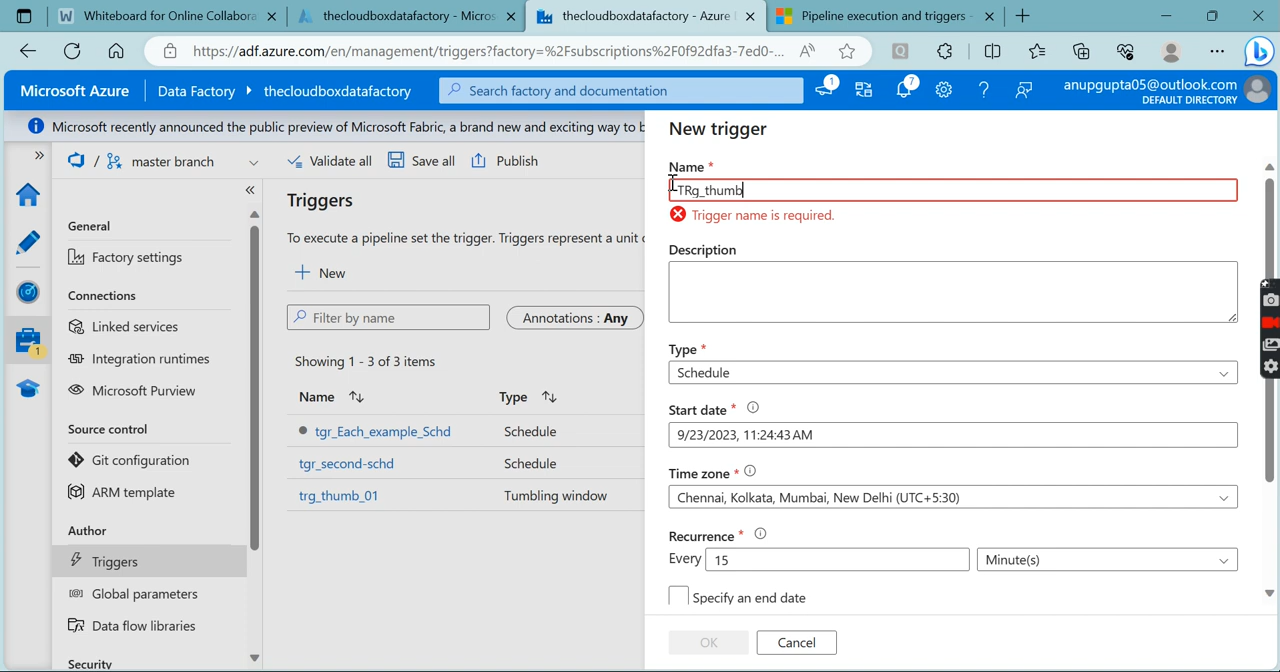 Whiteboard for Online Collabora
thecloudboxdatafactory - Micros
thecloudboxdatafactory - Azure
Pipeline execution and triggers -
https://adf.azure.com/en/management/triggers?factory=%2Fsubscriptions%2F0f92dfa3-7ed0-...
Microsoft Azure
Data Factory
thecloudboxdatafactory
Search factory and documentation
1
7
anupgupta05@outlook.com
DEFAULT DIRECTORY
Microsoft recently announced the public preview of Microsoft Fabric, a brand new and exciting way to b
/ master branch
Validate all
Save all
Publish
General
Factory settings
Connections
Linked services
Integration runtimes
Microsoft Purview
Source control
Git configuration
ARM template
Author
Triggers
Global parameters
Data flow libraries
Security
1
Triggers
To execute a pipeline set the trigger. Triggers represent a unit o
New
Filter by name
Annotations : Any
Showing 1 - 3 of 3 items
Name
Type
tgr_Each_example_Schd
Schedule
tgr_second-schd
Schedule
trg_thumb_01
Tumbling window
New trigger
Name *
TRg_thumb
Trigger name is required.
Description
Type *
Schedule
Start date *
9/23/2023, 11:24:43 AM
Time zone *
Chennai, Kolkata, Mumbai, New Delhi (UTC+5:30)
Recurrence *
Every 15 Minute(s)
Specify an end date
OK
Cancel